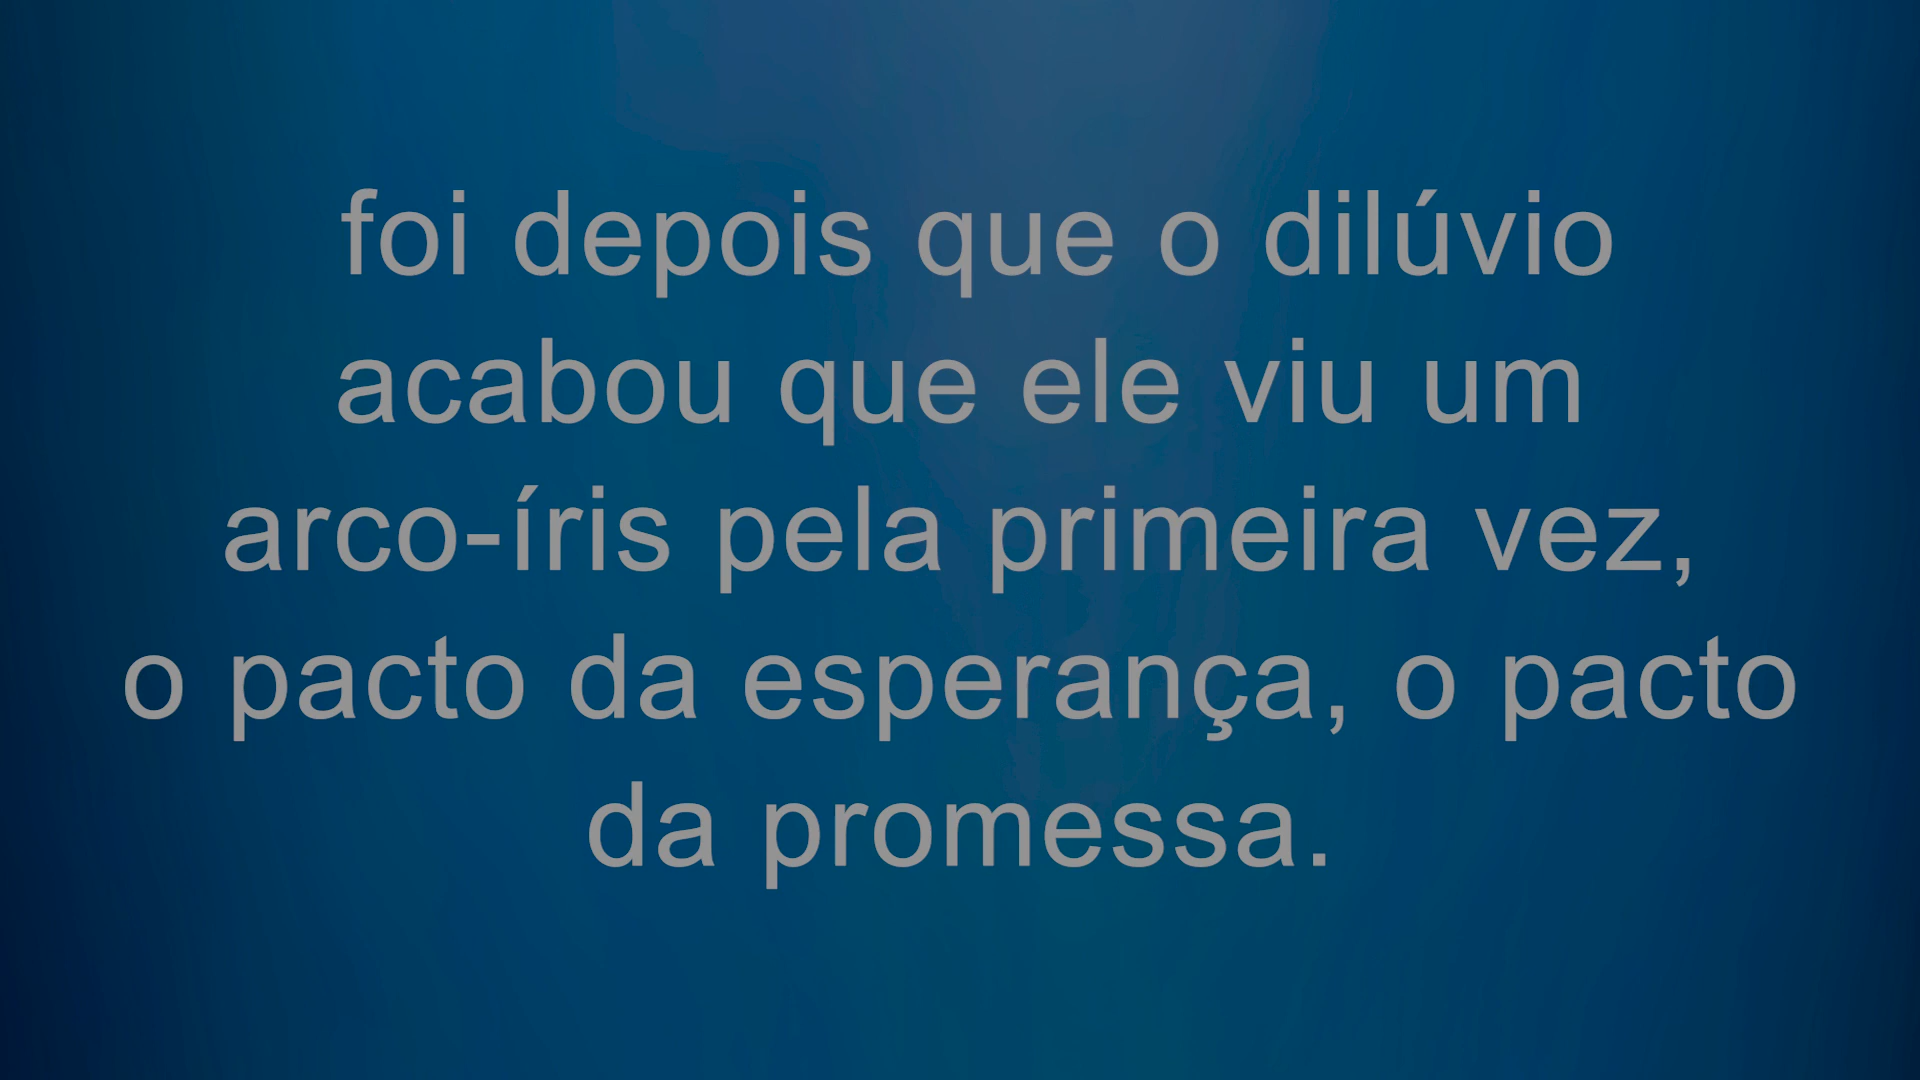 foi depois que o dilúvio
acabou que ele viu um
arco-íris pela primeira vez,
o pacto da esperança, o pacto
da promessa.